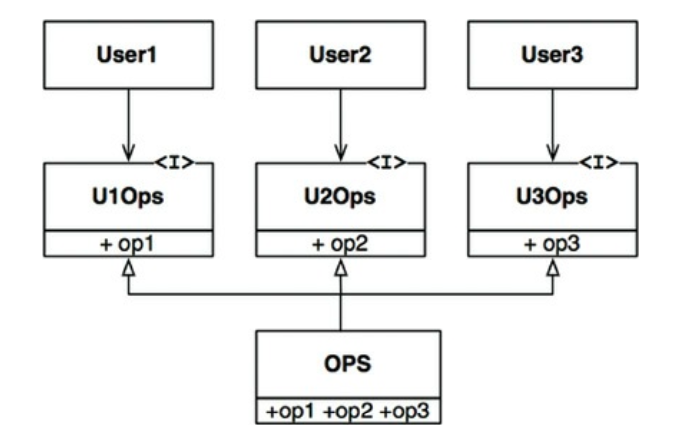 User1 User2 User3
<I> <I> <I>
U1Ops U2Ops U3Ops
+ op1 + op2 + op3
OPS
+op1 +op2 +op3